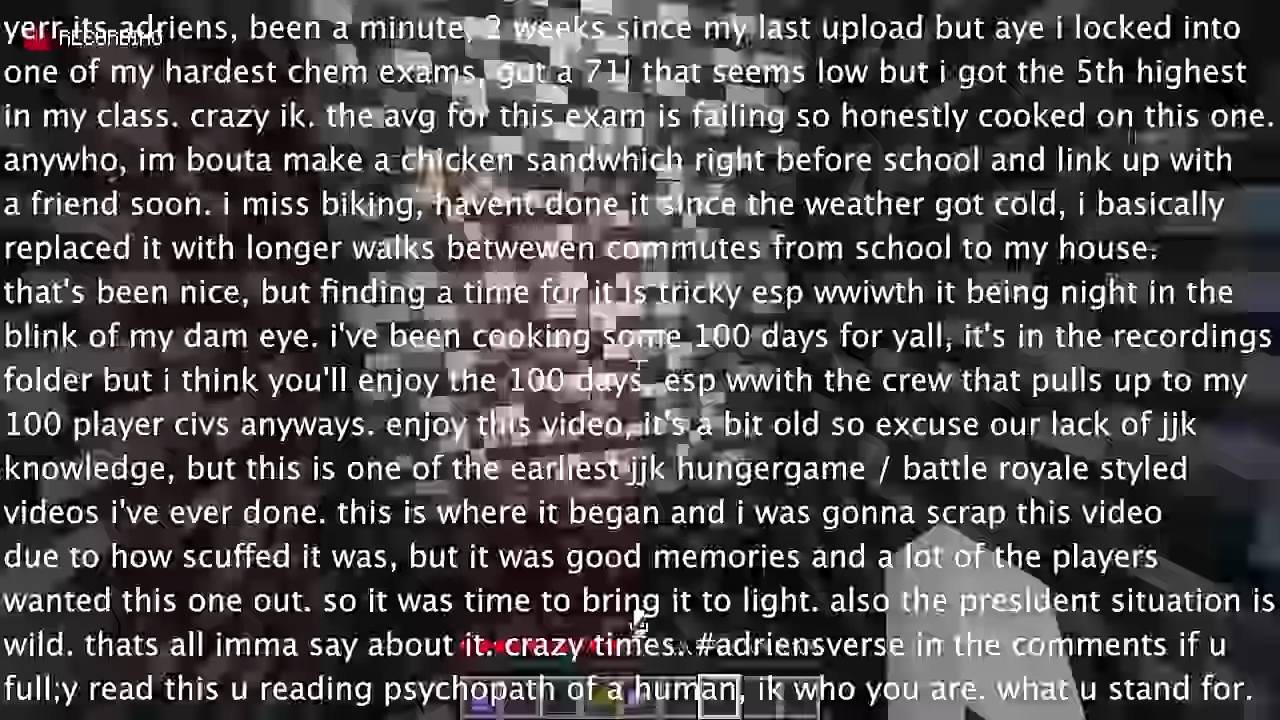 yerr its adriens, been a minute, 2 weeks since my last upload but aye i locked into
one of my hardest chem exams, gut a 71! that seems low but i got the 5th highest
in my class. crazy ik. the avg for this exam is failing so honestly cooked on this one.
anywho, im bouta make a chicken sandwhich right before school and link up with
a friend soon. i miss biking, havent done it since the weather got cold, i basically
replaced it with longer walks betwewen commutes from school to my house.
that's been nice, but finding a time for it is tricky esp wwiwth it being night in the
blink of my dam eye. i've been cooking some 100 days for yall, it's in the recordings
folder but i think you'll enjoy the 100 days, esp wwith the crew that pulls up to my
100 player civs anyways. enjoy this video, it's a bit old so excuse our lack of jjk
knowledge, but this is one of the earliest jjk hungergame / battle royale styled
videos i've ever done. this is where it began and i was gonna scrap this video
due to how scuffed it was, but it was good memories and a lot of the players
wanted this one out. so it was time to bring it to light. also the president situation is
wild. thats all imma say about it. crazy times. #adriensverse in the comments if u
full;y read this u reading psychopath of a human, ik who you are. what u stand for.